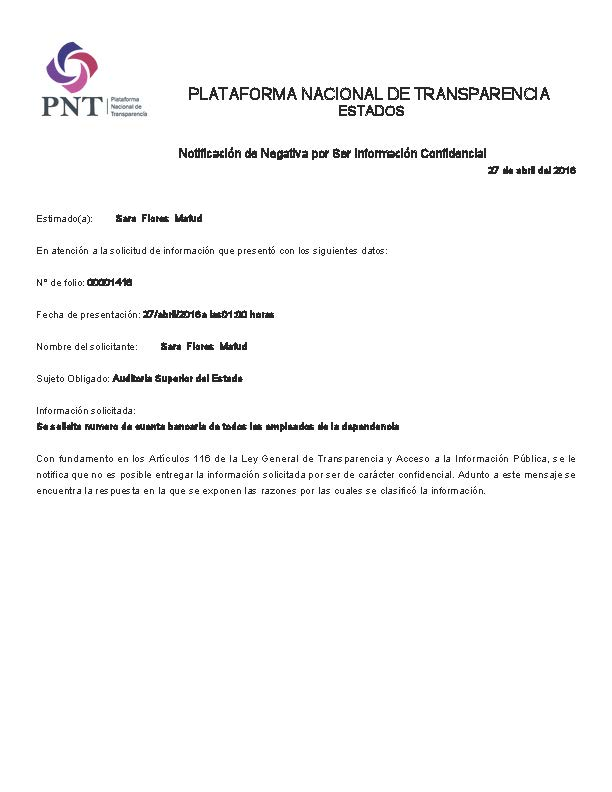 PNT
Plataforma
Nacional de
Transparencia
PLATAFORMA NACIONAL DE TRANSPARENCIA
ESTADOS
Notificación de Negativa por Ser Información Confidencial
27 de abril del 2016
Estimado(a): Sara Flores Matud
En atención a la solicitud de información que presentó con los siguientes datos:
N° de folio: 00001416
Fecha de presentación: 27/abril/2016a las01:00 horas
Nombre del solicitante: Sara Flores Matud
Sujeto Obligado: Auditoria Superior del Estado
Información solicitada:
Se solicita numero de cuenta bancaria de todos los empleados de la dependencia
Con fundamento en los Artículos 116 de la Ley General de Transparencia y Acceso a la Información Pública, se le
notifica que no es posible entregar la información solicitada por ser de carácter confidencial. Adunto a este mensaje se
encuentra la respuesta en la que se exponen las razones por las cuales se clasificó la información.